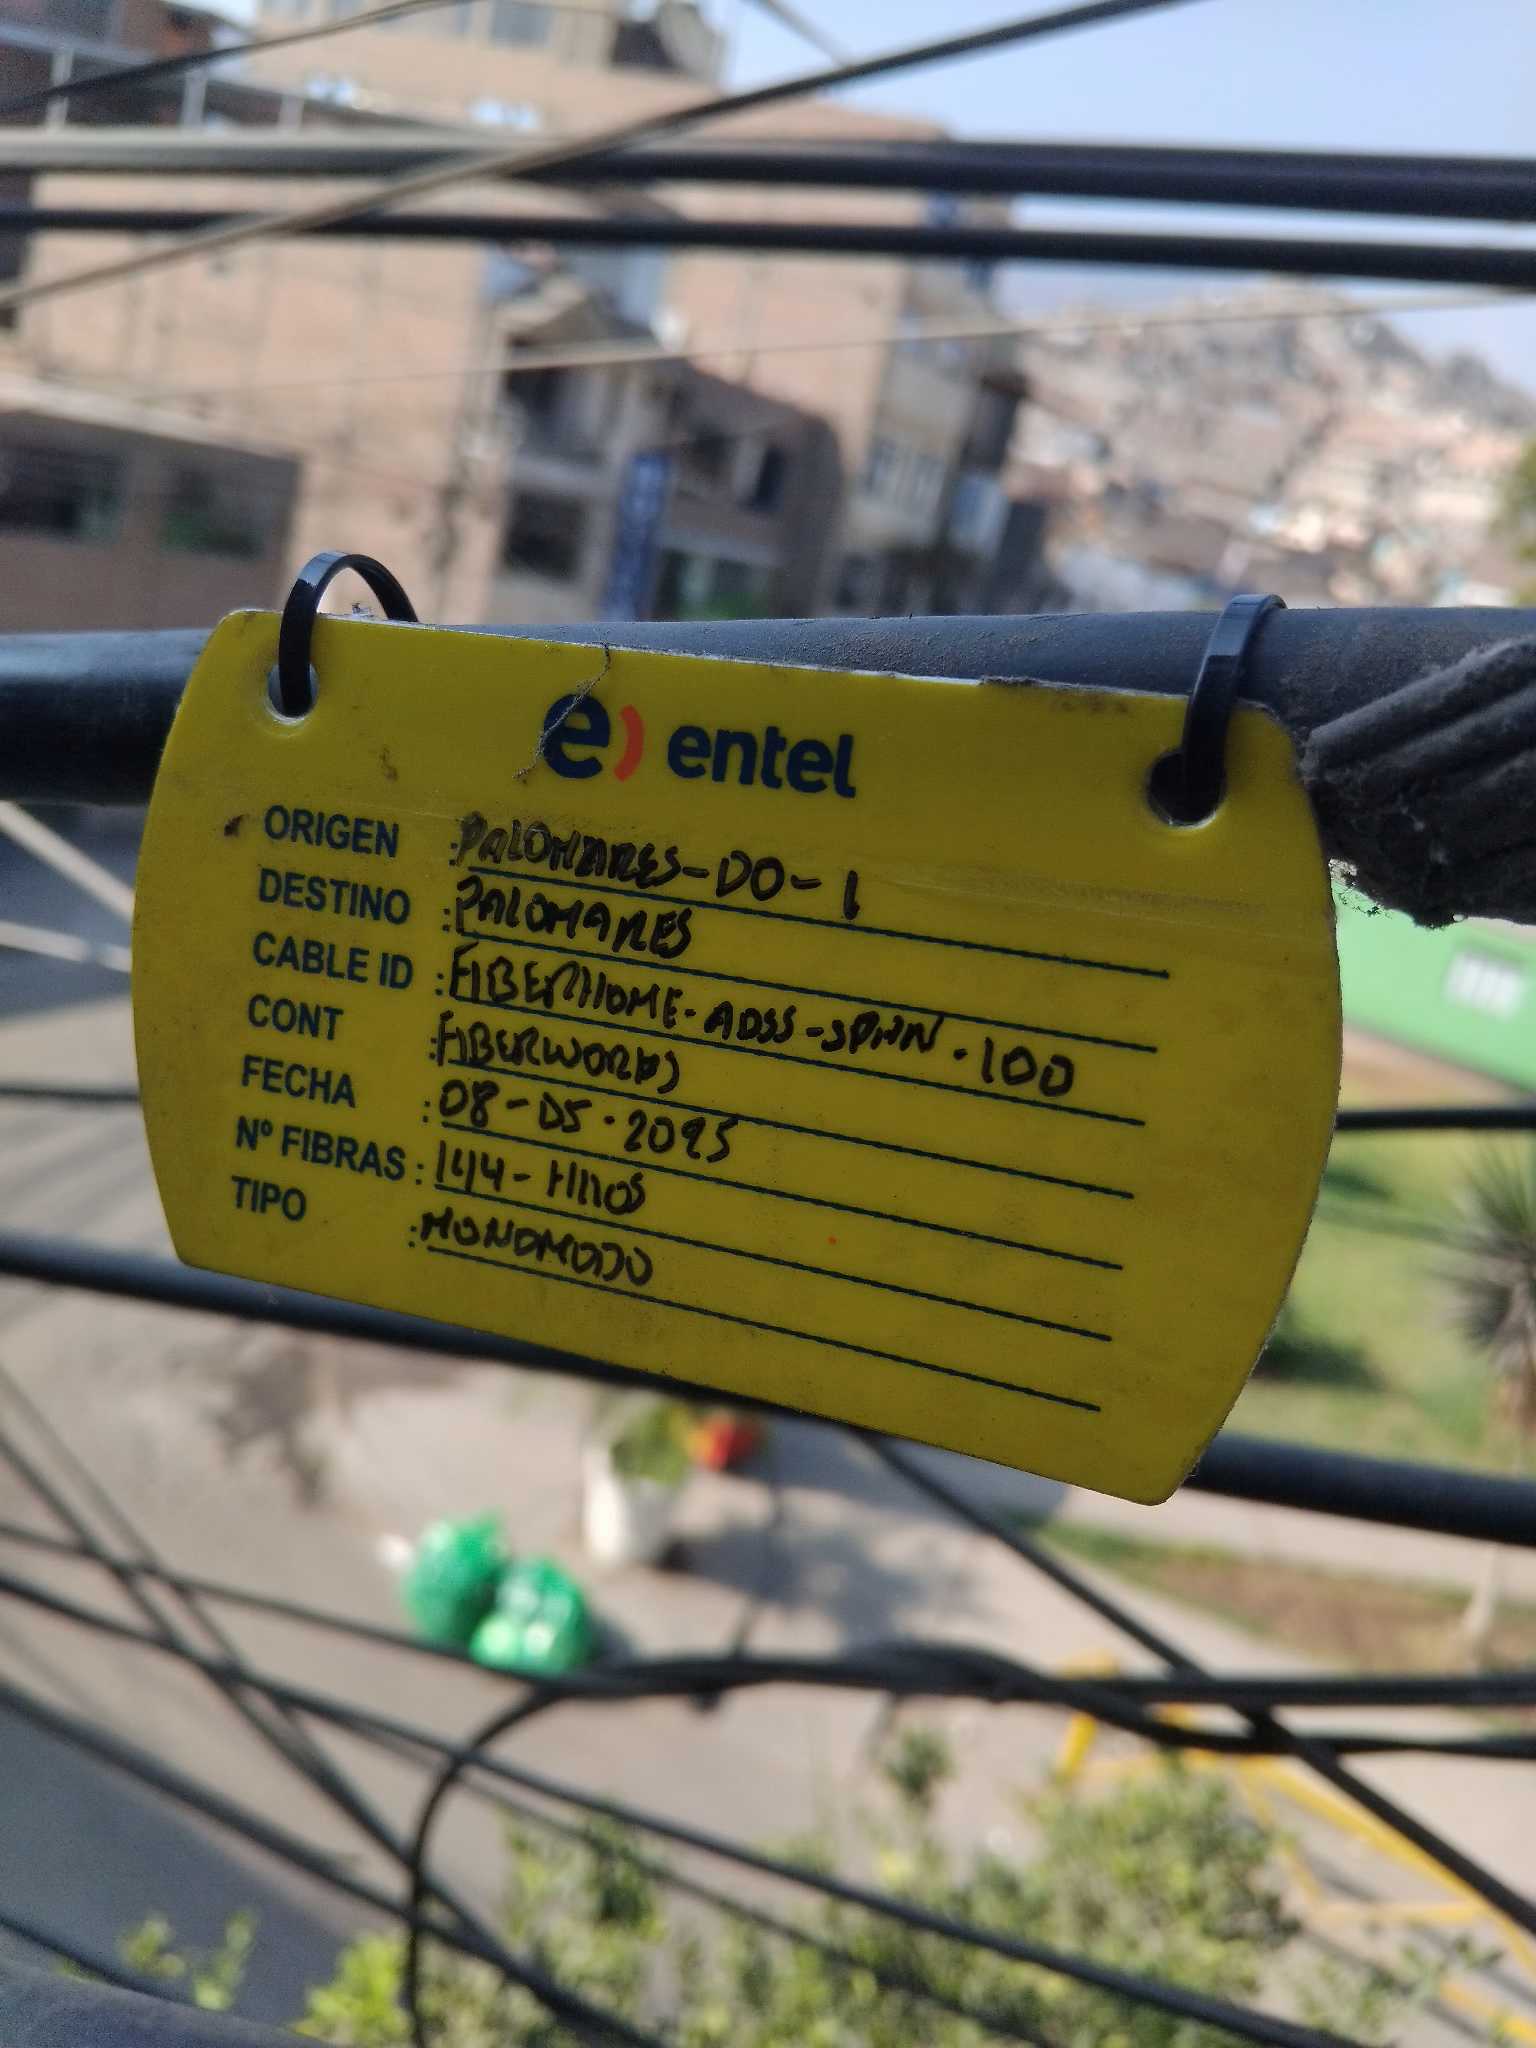 e) entel
ORIGEN : PALOMARES-DO-1
DESTINO : PALOMARES
CABLE ID : FIBERHOME-ADSS-SPAN-100
CONT : FIBERWORKS
FECHA : 08-05-2025
Nº FIBRAS : 144-HILOS
TIPO : MONOMODO